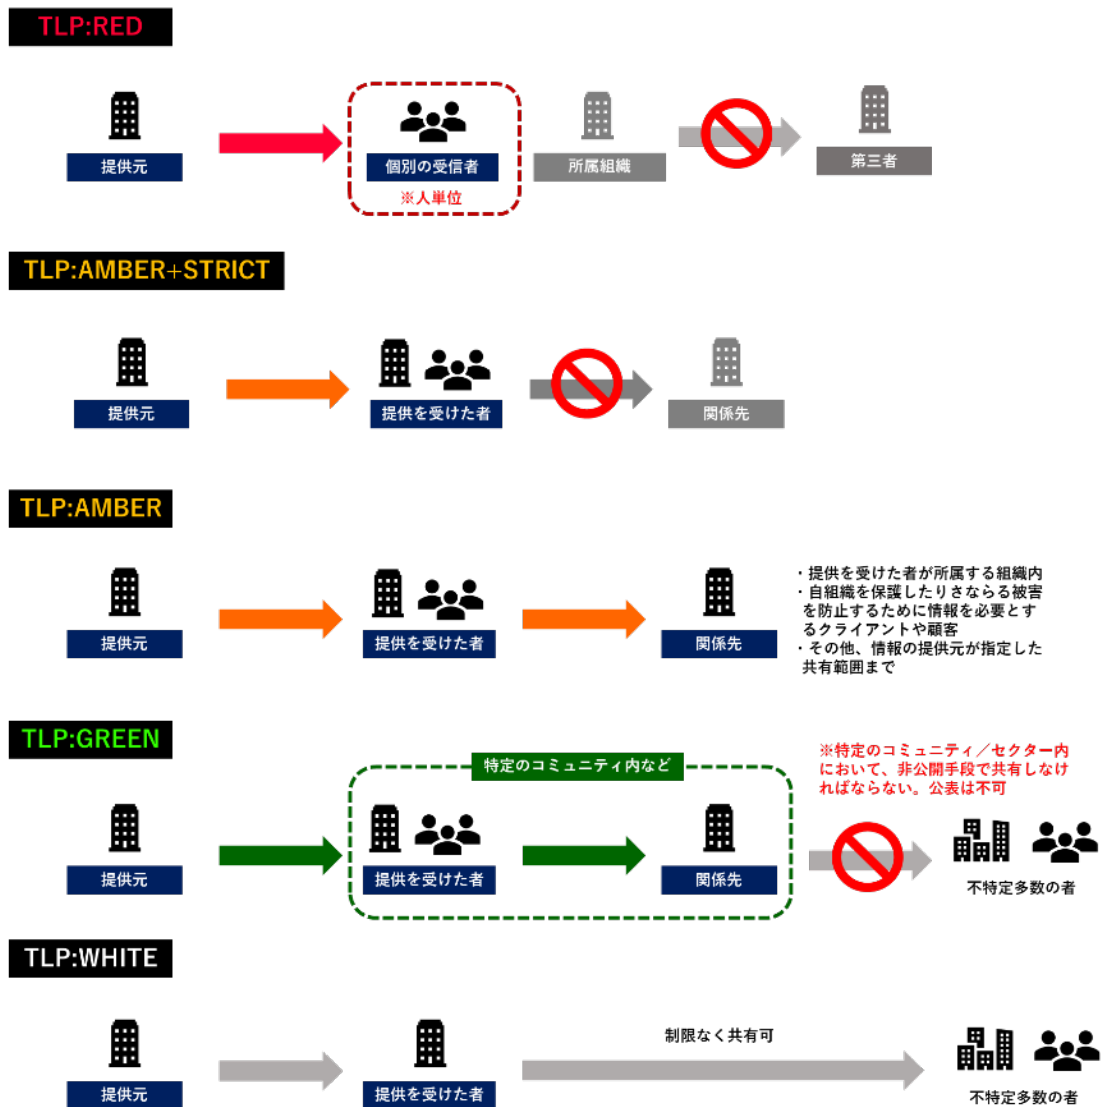 TLP:RED
提供元
個別の受信者
※人単位
所属組織
第三者
TLP:AMBER+STRICT
提供元
提供を受けた者
関係先
TLP:AMBER
提供元
提供を受けた者
関係先
・提供を受けた者が所属する組織内
・自組織を保護したりさならる被害
を防止するために情報を必要とす
るクライアントや顧客
・その他、情報の提供元が指定した
共有範囲まで
TLP:GREEN
特定のコミュニティ内など
※特定のコミュニティ／セクター内
において、非公開手段で共有しなけ
ればならない。公表は不可
提供元
提供を受けた者
関係先
不特定多数の者
TLP:WHITE
制限なく共有可
提供元
提供を受けた者
不特定多数の者